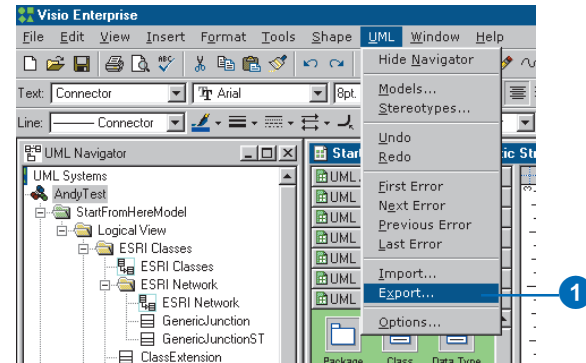 Visio Enterprise
File Edit View Insert Format Tools Shape UML Window Help
Text: Connector Arial 8pt.
Line: Connector
UML Navigator
UML Systems
AndyTest
StartFromHereModel
Logical View
ESRI Classes
ESRI Classes
ESRI Network
ESRI Network
GenericJunction
GenericJunctionST
ClassExtension
Hide Navigator
Models...
Stereotypes...
Undo
Redo
First Error
Next Error
Previous Error
Last Error
Import...
Export...
Options...
1
UML
UML
UML
UML
UML
UML
UML
Package Class Data Type